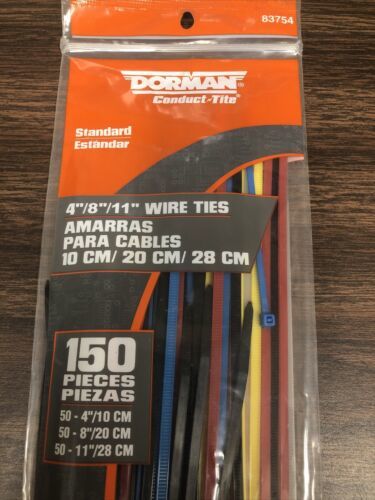 83754
DORMAN®
Conduct-Tite®
Standard
Estándar
4"/8"/11" WIRE TIES
AMARRAS
PARA CABLES
10 CM/ 20 CM/ 28 CM
150
PIECES
PIEZAS
50 - 4"/10 CM
50 - 8"/20 CM
50 - 11"/28 CM